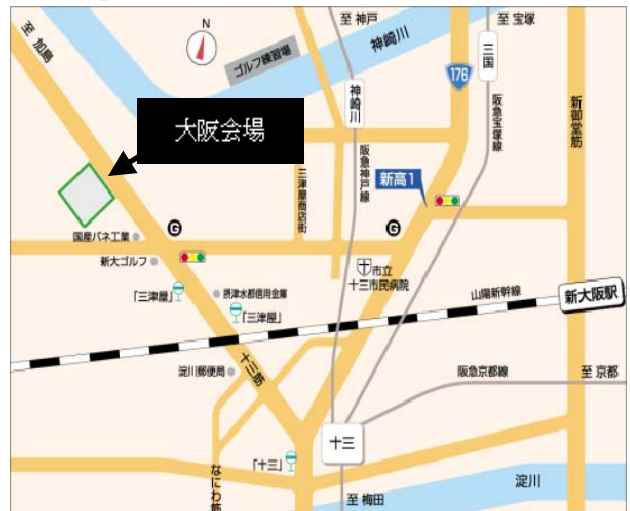 至 加島
N
ゴルフ練習場
至 神戸
神崎川
至 宝塚
三国
176
神崎川
阪急宝塚線
新御堂筋
大阪会場
三津屋商店街
阪急神戸線
新高1
G
G
国産バネ工業
新大ゴルフ
市立
十三市民病院
「三津屋」
摂津水都信用金庫
「三津屋」
山陽新幹線
新大阪駅
淀川郵便局
十三筋
阪急京都線
至 京都
十三
「十三」
なにわ筋
至 梅田
淀川